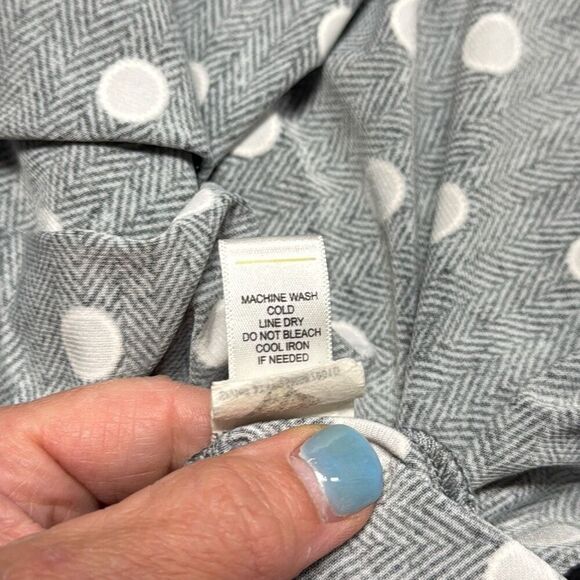 MACHINE WASH
COLD
LINE DRY
DO NOT BLEACH
COOL IRON
IF NEEDED